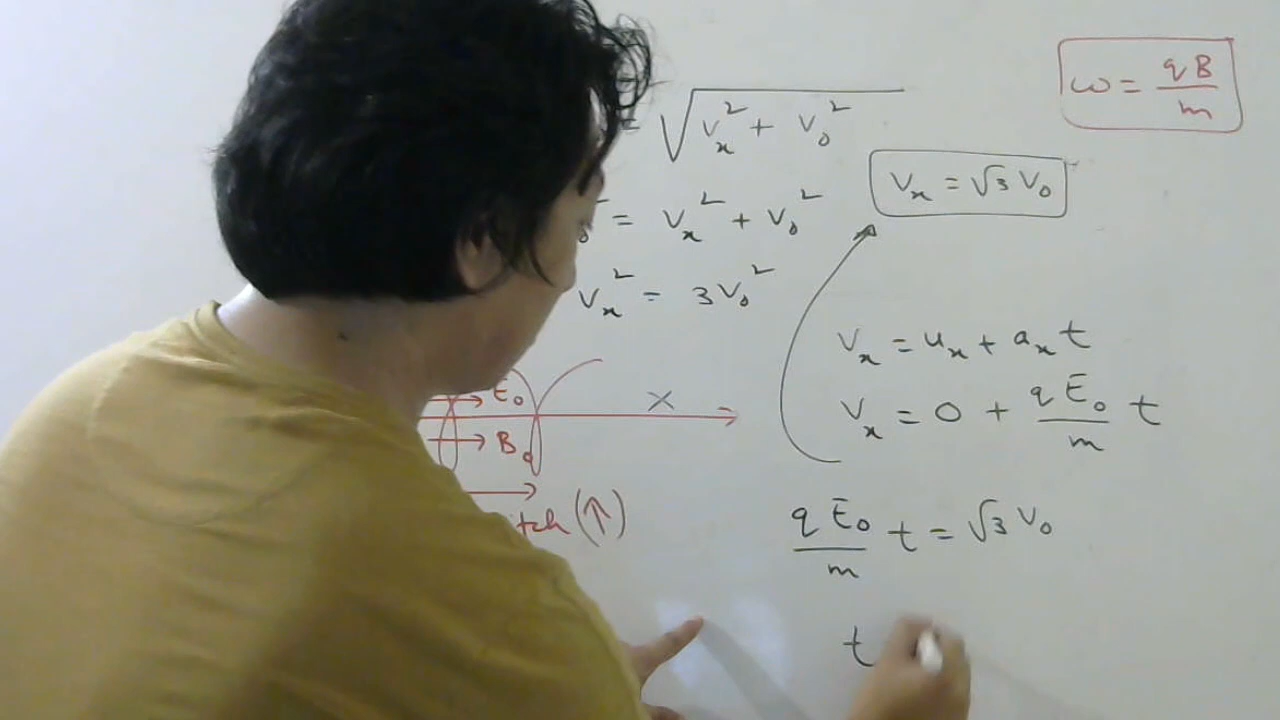 ω = qB/m
= √(vₓ² + v₀²)
vₓ = √3 v₀
= vₓ² + v₀²
vₓ² = 3v₀²
vₓ = uₓ + aₓ t
E₀
X
vₓ = 0 + qE₀/m t
B₀
itch (↑)
qE₀/m t = √3 v₀
t